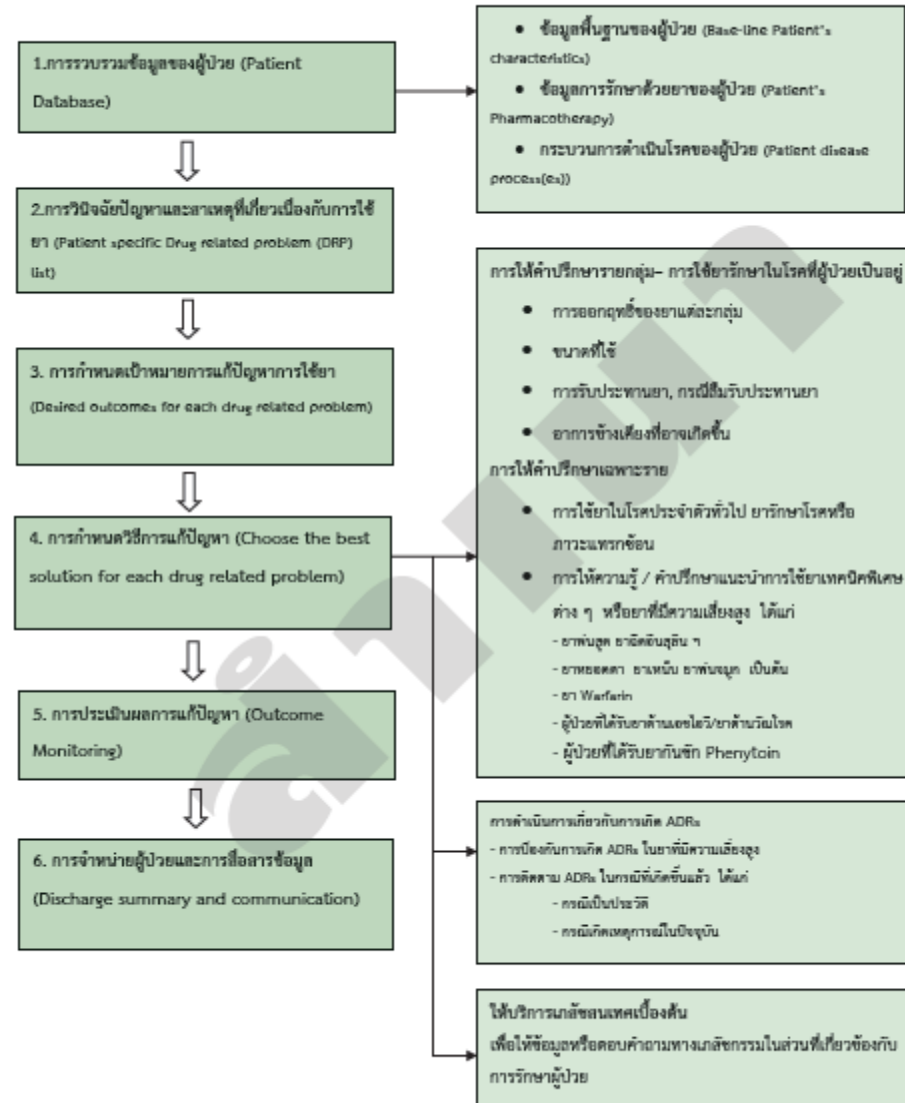 1.การรวบรวมข้อมูลของผู้ป่วย (Patient
Database)
• ข้อมูลพื้นฐานของผู้ป่วย (Base-line Patient's
characteristics)
• ข้อมูลการรักษาด้วยยาของผู้ป่วย (Patient's
Pharmacotherapy)
• กระบวนการดำเนินโรคของผู้ป่วย (Patient disease
process(es))
2.การวินิจฉัยปัญหาและสาเหตุที่เกี่ยวเนื่องกับการใช้
ยา (Patient specific Drug related problem (DRP)
list)
3. การกำหนดเป้าหมายการแก้ปัญหาการใช้ยา
(Desired outcomes for each drug related problem)
4. การกำหนดวิธีการแก้ปัญหา (Choose the best
solution for each drug related problem)
การให้คำปรึกษารายกลุ่ม– การใช้ยารักษาในโรคที่ผู้ป่วยเป็นอยู่
• การออกฤทธิ์ของยาแต่ละกลุ่ม
• ขนาดที่ใช้
• การรับประทานยา, กรณีลืมรับประทานยา
• อาการข้างเคียงที่อาจเกิดขึ้น
การให้คำปรึกษาเฉพาะราย
• การใช้ยาในโรคประจำตัวทั่วไป ยารักษาโรคหรือ
ภาวะแทรกซ้อน
• การให้ความรู้ / คำปรึกษาแนะนำการใช้ยาเทคนิคพิเศษ
ต่าง ๆ หรือยาที่มีความเสี่ยงสูง ได้แก่
- ยาพ่นสูด ยาฉีดอินสุลิน ฯ
- ยาหยอดตา ยาเหน็บ ยาพ่นจมูก เป็นต้น
- ยา Warfarin
- ผู้ป่วยที่ได้รับยาต้านเอชไอวี/ยาต้านวัณโรค
- ผู้ป่วยที่ได้รับยากันชัก Phenytoin
5. การประเมินผลการแก้ปัญหา (Outcome
Monitoring)
6. การจำหน่ายผู้ป่วยและการสื่อสารข้อมูล
(Discharge summary and communication)
การดำเนินการเกี่ยวกับการเกิด ADRs
- การป้องกันการเกิด ADRs ในยาที่มีความเสี่ยงสูง
- การติดตาม ADRs ในกรณีที่เกิดขึ้นแล้ว ได้แก่
- กรณีเป็นประวัติ
- กรณีเกิดเหตุการณ์ในปัจจุบัน
ให้บริการเภสัชสนเทศเบื้องต้น
เพื่อให้ข้อมูลหรือตอบคำถามทางเภสัชกรรมในส่วนที่เกี่ยวข้องกับ
การรักษาผู้ป่วย
สำเนา